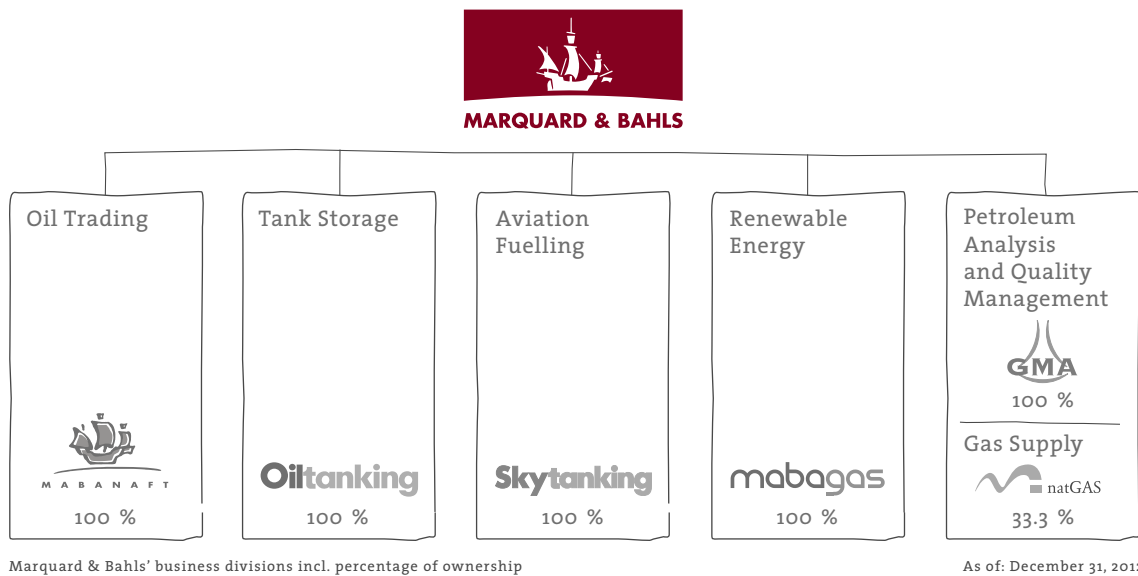 MARQUARD & BAHLS
Oil Trading
MABANAFT
100 %
Tank Storage
Oiltanking
100 %
Aviation
Fuelling
Skytanking
100 %
Renewable
Energy
mabagas
100 %
Petroleum
Analysis
and Quality
Management
GMA
100 %
Gas Supply
natGAS
33.3 %
Marquard & Bahls' business divisions incl. percentage of ownership
As of: December 31, 2012